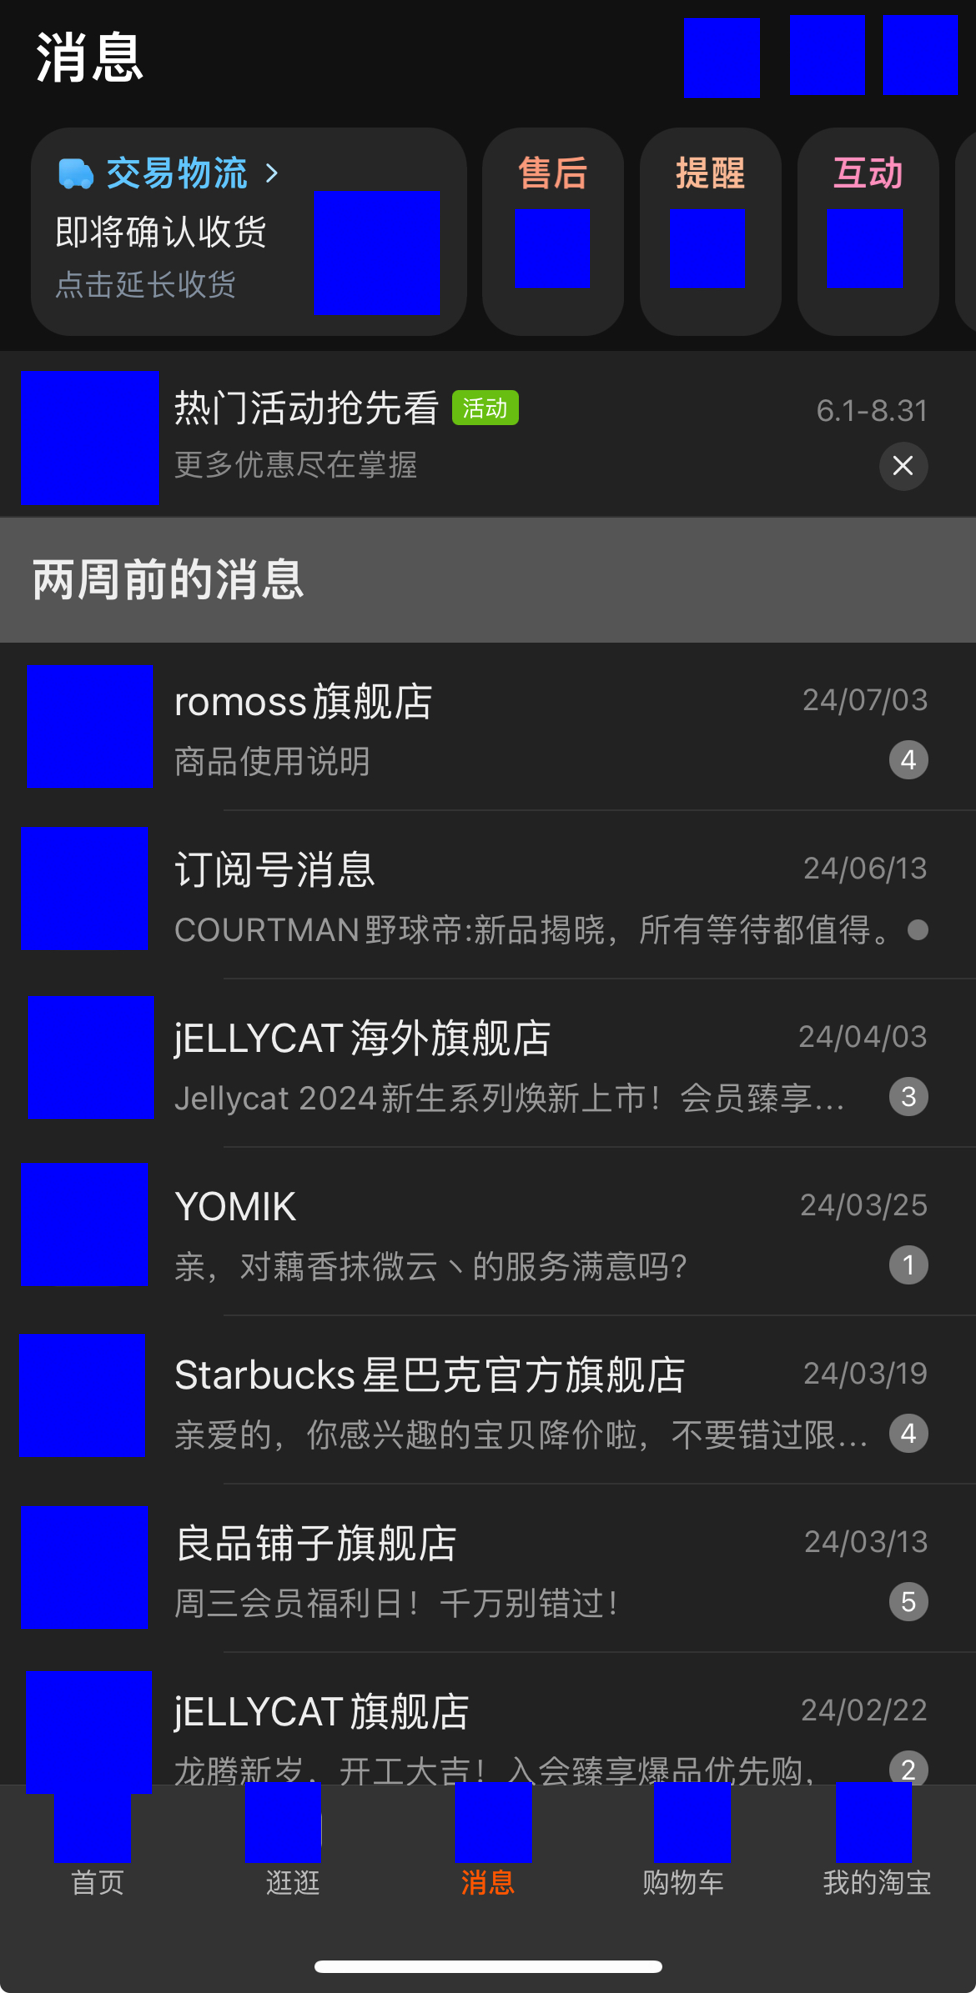 消息
交易物流
即将确认收货
点击延长收货
售后
提醒
互动
热门活动抢先看 活动 6.1-8.31
更多优惠尽在掌握
两周前的消息
romoss旗舰店 24/07/03
商品使用说明 4
订阅号消息 24/06/13
COURTMAN野球帝:新品揭晓，所有等待都值得。
jELLYCAT海外旗舰店 24/04/03
Jellycat 2024新生系列焕新上市！会员臻享... 3
YOMIK 24/03/25
亲，对藕香抹微云丶的服务满意吗? 1
Starbucks星巴克官方旗舰店 24/03/19
亲爱的，你感兴趣的宝贝降价啦，不要错过限... 4
良品铺子旗舰店 24/03/13
周三会员福利日！千万别错过！ 5
jELLYCAT旗舰店 24/02/22
龙腾新岁，开工大吉！入会臻享爆品优先购， 2
首页
逛逛
消息
购物车
我的淘宝